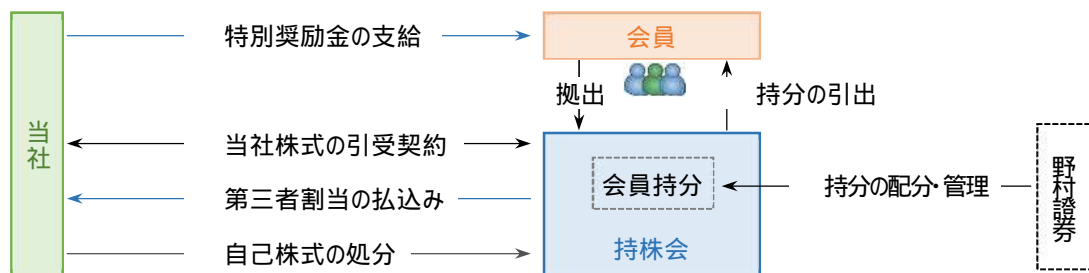 特別奨励金の支給
会員
拠出
持分の引出
当社
当社株式の引受契約
会員持分
持分の配分・管理
野村證券
第三者割当の払込み
自己株式の処分
持株会